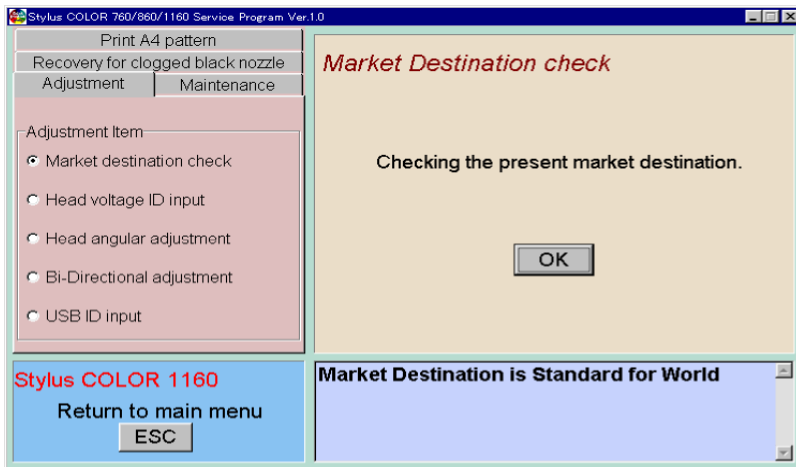 Stylus COLOR 760/860/1160 Service Program Ver.1.0
Print A4 pattern
Recovery for clogged black nozzle
Adjustment
Maintenance
Adjustment Item
Market destination check
Head voltage ID input
Head angular adjustment
Bi-Directional adjustment
USB ID input
Market Destination check
Checking the present market destination.
OK
Stylus COLOR 1160
Return to main menu
ESC
Market Destination is Standard for World